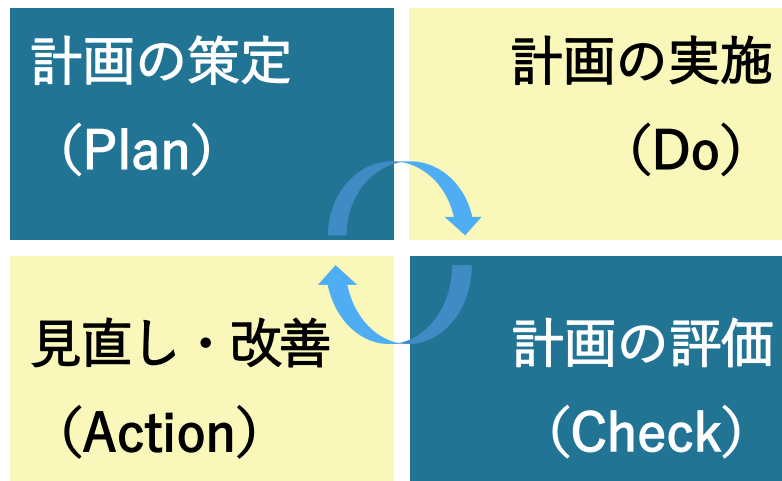 計画の策定
（Plan）
計画の実施
（Do）
見直し・改善
（Action）
計画の評価
（Check）